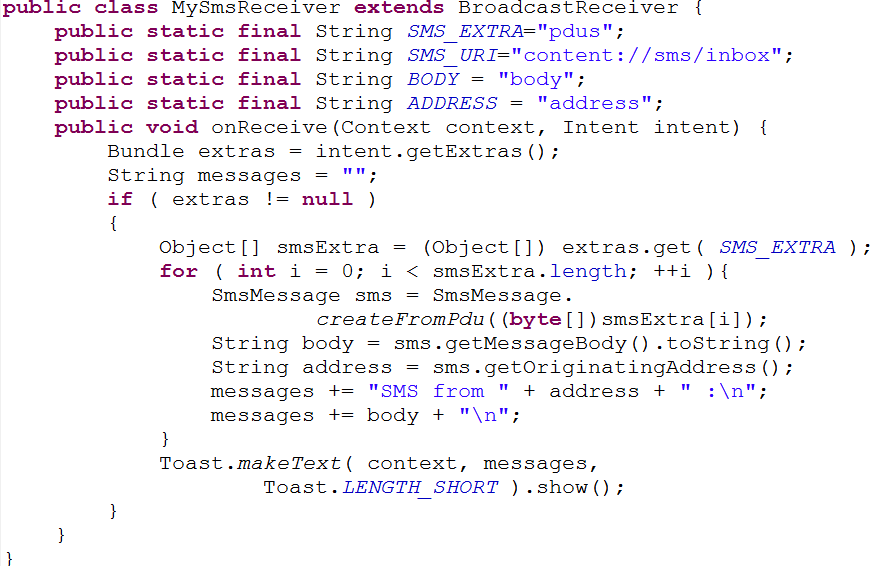 public class MySmsReceiver extends BroadcastReceiver {
    public static final String SMS_EXTRA="pdus";
    public static final String SMS_URI="content://sms/inbox";
    public static final String BODY = "body";
    public static final String ADDRESS = "address";
    public void onReceive(Context context, Intent intent) {
        Bundle extras = intent.getExtras();
        String messages = "";
        if ( extras != null )
        {
            Object[] smsExtra = (Object[]) extras.get( SMS_EXTRA );
            for ( int i = 0; i < smsExtra.length; ++i ){
                SmsMessage sms = SmsMessage.
                        createFromPdu((byte[])smsExtra[i]);
                String body = sms.getMessageBody().toString();
                String address = sms.getOriginatingAddress();
                messages += "SMS from " + address + " :\n";
                messages += body + "\n";
            }
            Toast.makeText( context, messages,
                    Toast.LENGTH_SHORT ).show();
        }
    }
}